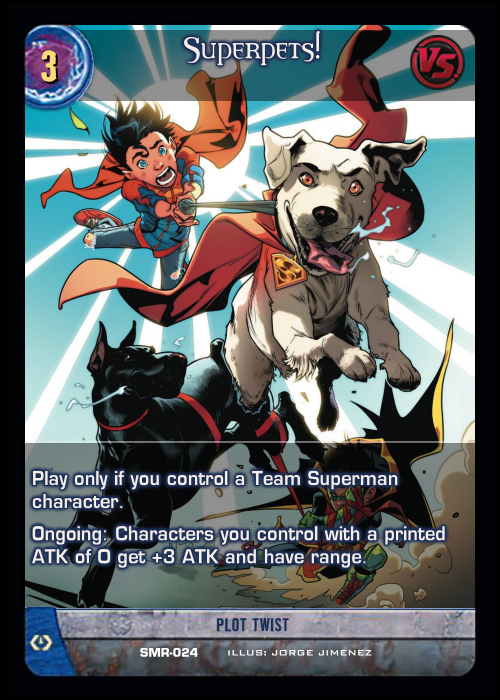 3
Superpets!
VS
Play only if you control a Team Superman
character.
Ongoing: Characters you control with a printed
ATK of 0 get +3 ATK and have range.
PLOT TWIST
SMR-024 ILLUS: JORGE JIMENEZ